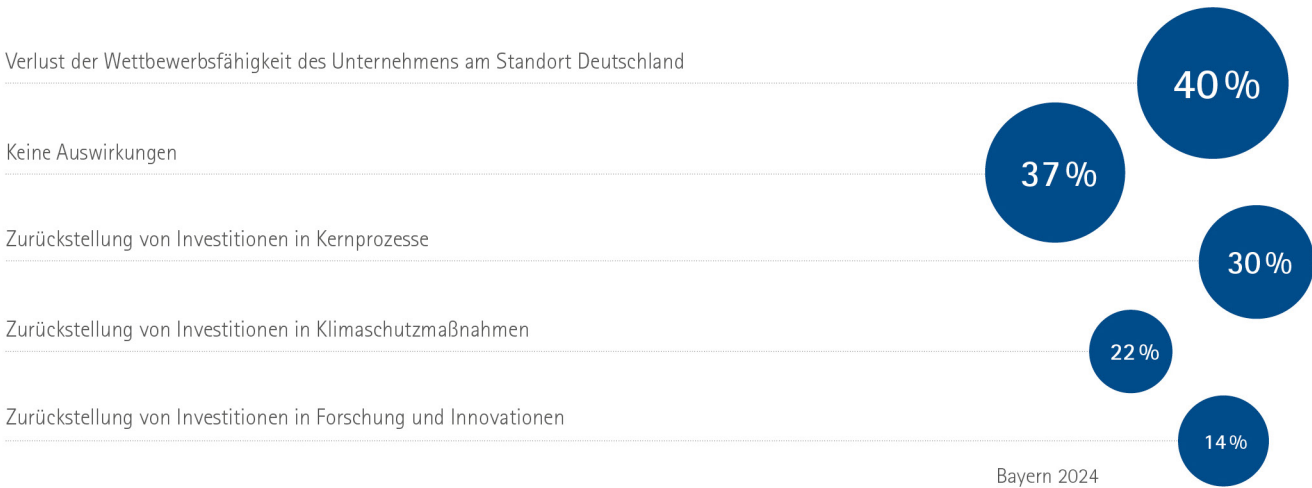 Verlust der Wettbewerbsfähigkeit des Unternehmens am Standort Deutschland
40 %
Keine Auswirkungen
37 %
Zurückstellung von Investitionen in Kernprozesse
30 %
Zurückstellung von Investitionen in Klimaschutzmaßnahmen
22 %
Zurückstellung von Investitionen in Forschung und Innovationen
14 %
Bayern 2024